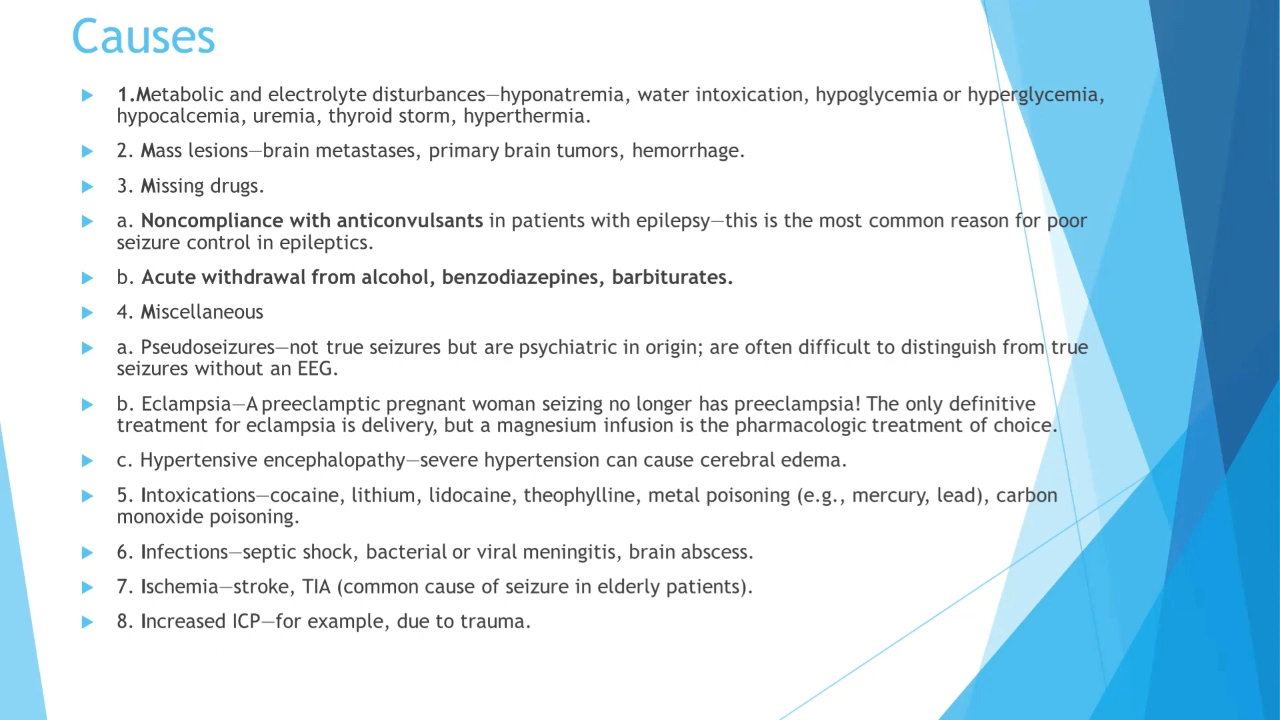 Causes
1.Metabolic and electrolyte disturbances—hyponatremia, water intoxication, hypoglycemia or hyperglycemia,
hypocalcemia, uremia, thyroid storm, hyperthermia.
2. Mass lesions—brain metastases, primary brain tumors, hemorrhage.
3. Missing drugs.
a. Noncompliance with anticonvulsants in patients with epilepsy—this is the most common reason for poor
seizure control in epileptics.
b. Acute withdrawal from alcohol, benzodiazepines, barbiturates.
4. Miscellaneous
a. Pseudoseizures—not true seizures but are psychiatric in origin; are often difficult to distinguish from true
seizures without an EEG.
b. Eclampsia—A preeclamptic pregnant woman seizing no longer has preeclampsia! The only definitive
treatment for eclampsia is delivery, but a magnesium infusion is the pharmacologic treatment of choice.
c. Hypertensive encephalopathy—severe hypertension can cause cerebral edema.
5. Intoxications—cocaine, lithium, lidocaine, theophylline, metal poisoning (e.g., mercury, lead), carbon
monoxide poisoning.
6. Infections—septic shock, bacterial or viral meningitis, brain abscess.
7. Ischemia—stroke, TIA (common cause of seizure in elderly patients).
8. Increased ICP—for example, due to trauma.